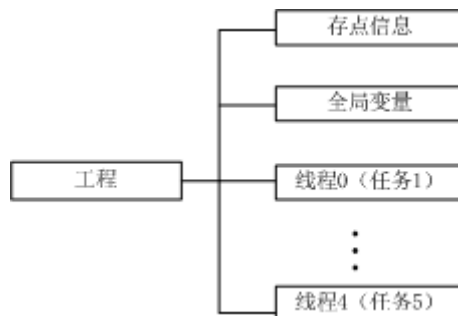 存点信息
全局变量
工程
线程0（任务1）
线程4（任务5）